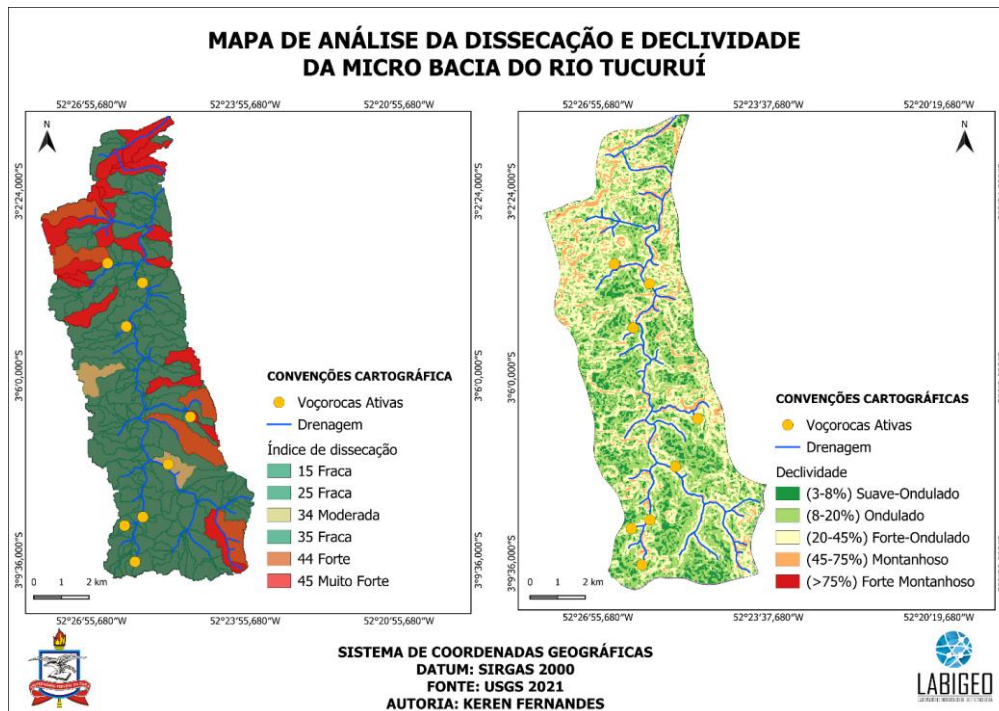 MAPA DE ANÁLISE DA DISSECAÇÃO E DECLIVIDADE
DA MICRO BACIA DO RIO TUCURUÍ
52°26'55,680"W 52°23'55,680"W 52°20'55,680"W
N
3°2'24,000"S
3°6'0,000"S
3°9'36,000"S
CONVENÇÕES CARTOGRÁFICA
Voçorocas Ativas
Drenagem
Índice de dissecação
15 Fraca
25 Fraca
34 Moderada
35 Fraca
44 Forte
45 Muito Forte
0 1 2 km
52°26'55,680"W 52°23'55,680"W 52°20'55,680"W
52°26'55,680"W 52°23'37,680"W 52°20'19,680"W
N
3°2'24,000"S
3°6'0,000"S
3°9'36,000"S
CONVENÇÕES CARTOGRÁFICAS
Voçorocas Ativas
Drenagem
Declividade
(3-8%) Suave-Ondulado
(8-20%) Ondulado
(20-45%) Forte-Ondulado
(45-75%) Montanhoso
(>75%) Forte Montanhoso
0 1 2 km
52°26'55,680"W 52°23'37,680"W 52°20'19,680"W
SISTEMA DE COORDENADAS GEOGRÁFICAS
DATUM: SIRGAS 2000
FONTE: USGS 2021
AUTORIA: KEREN FERNANDES
LABIGEO